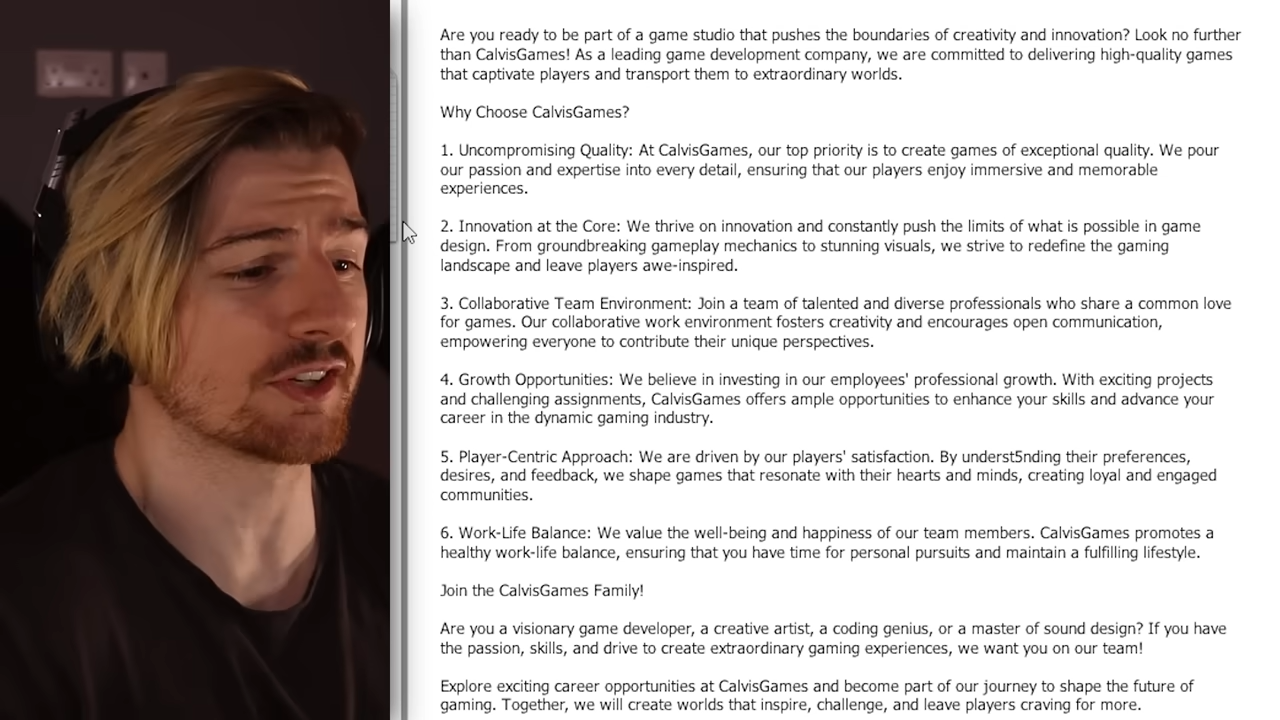 Are you ready to be part of a game studio that pushes the boundaries of creativity and innovation? Look no further
than CalvisGames! As a leading game development company, we are committed to delivering high-quality games
that captivate players and transport them to extraordinary worlds.
Why Choose CalvisGames?
1. Uncompromising Quality: At CalvisGames, our top priority is to create games of exceptional quality. We pour
our passion and expertise into every detail, ensuring that our players enjoy immersive and memorable
experiences.
2. Innovation at the Core: We thrive on innovation and constantly push the limits of what is possible in game
design. From groundbreaking gameplay mechanics to stunning visuals, we strive to redefine the gaming
landscape and leave players awe-inspired.
3. Collaborative Team Environment: Join a team of talented and diverse professionals who share a common love
for games. Our collaborative work environment fosters creativity and encourages open communication,
empowering everyone to contribute their unique perspectives.
4. Growth Opportunities: We believe in investing in our employees' professional growth. With exciting projects
and challenging assignments, CalvisGames offers ample opportunities to enhance your skills and advance your
career in the dynamic gaming industry.
5. Player-Centric Approach: We are driven by our players' satisfaction. By underst5nding their preferences,
desires, and feedback, we shape games that resonate with their hearts and minds, creating loyal and engaged
communities.
6. Work-Life Balance: We value the well-being and happiness of our team members. CalvisGames promotes a
healthy work-life balance, ensuring that you have time for personal pursuits and maintain a fulfilling lifestyle.
Join the CalvisGames Family!
Are you a visionary game developer, a creative artist, a coding genius, or a master of sound design? If you have
the passion, skills, and drive to create extraordinary gaming experiences, we want you on our team!
Explore exciting career opportunities at CalvisGames and become part of our journey to shape the future of
gaming. Together, we will create worlds that inspire, challenge, and leave players craving for more.